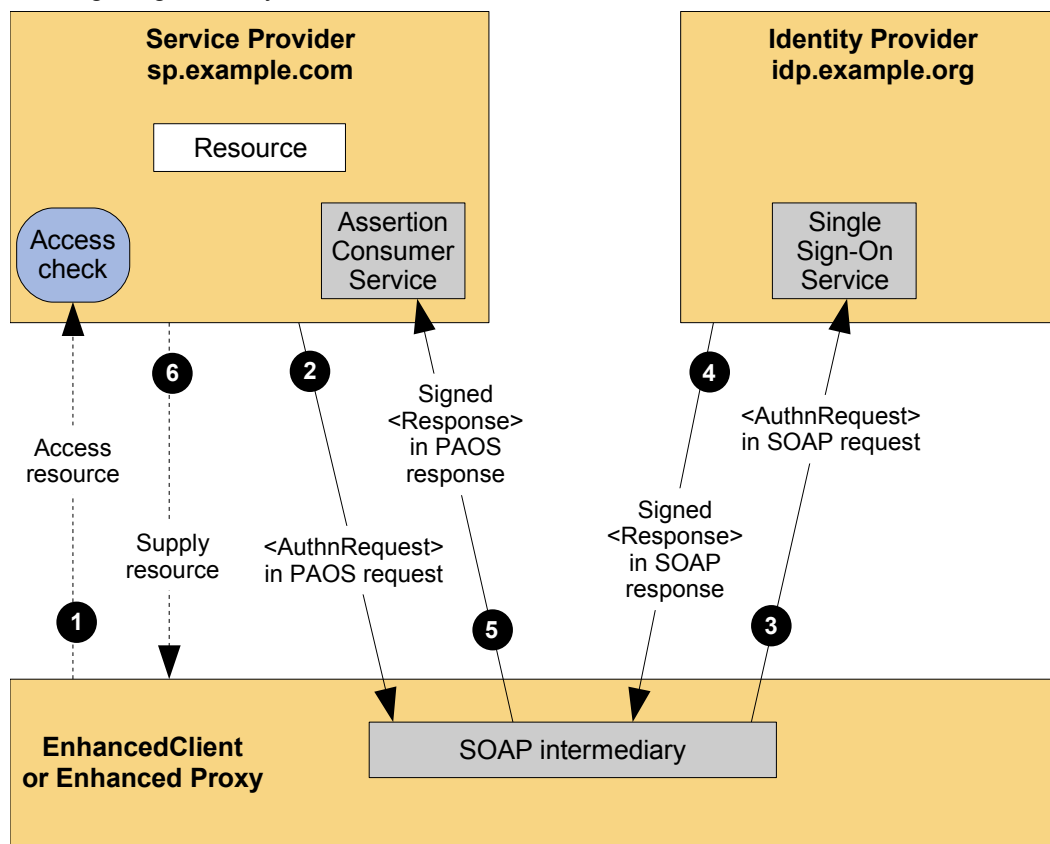 Service Provider
sp.example.com
Identity Provider
idp.example.org
Resource
Access
check
Assertion
Consumer
Service
Single
Sign-On
Service
6
2
4
Signed
<Response>
in PAOS
response
<AuthnRequest>
in SOAP request
Access
resource
Signed
<Response>
in SOAP
response
Supply
resource
<AuthnRequest>
in PAOS request
1
5
3
EnhancedClient
or Enhanced Proxy
SOAP intermediary